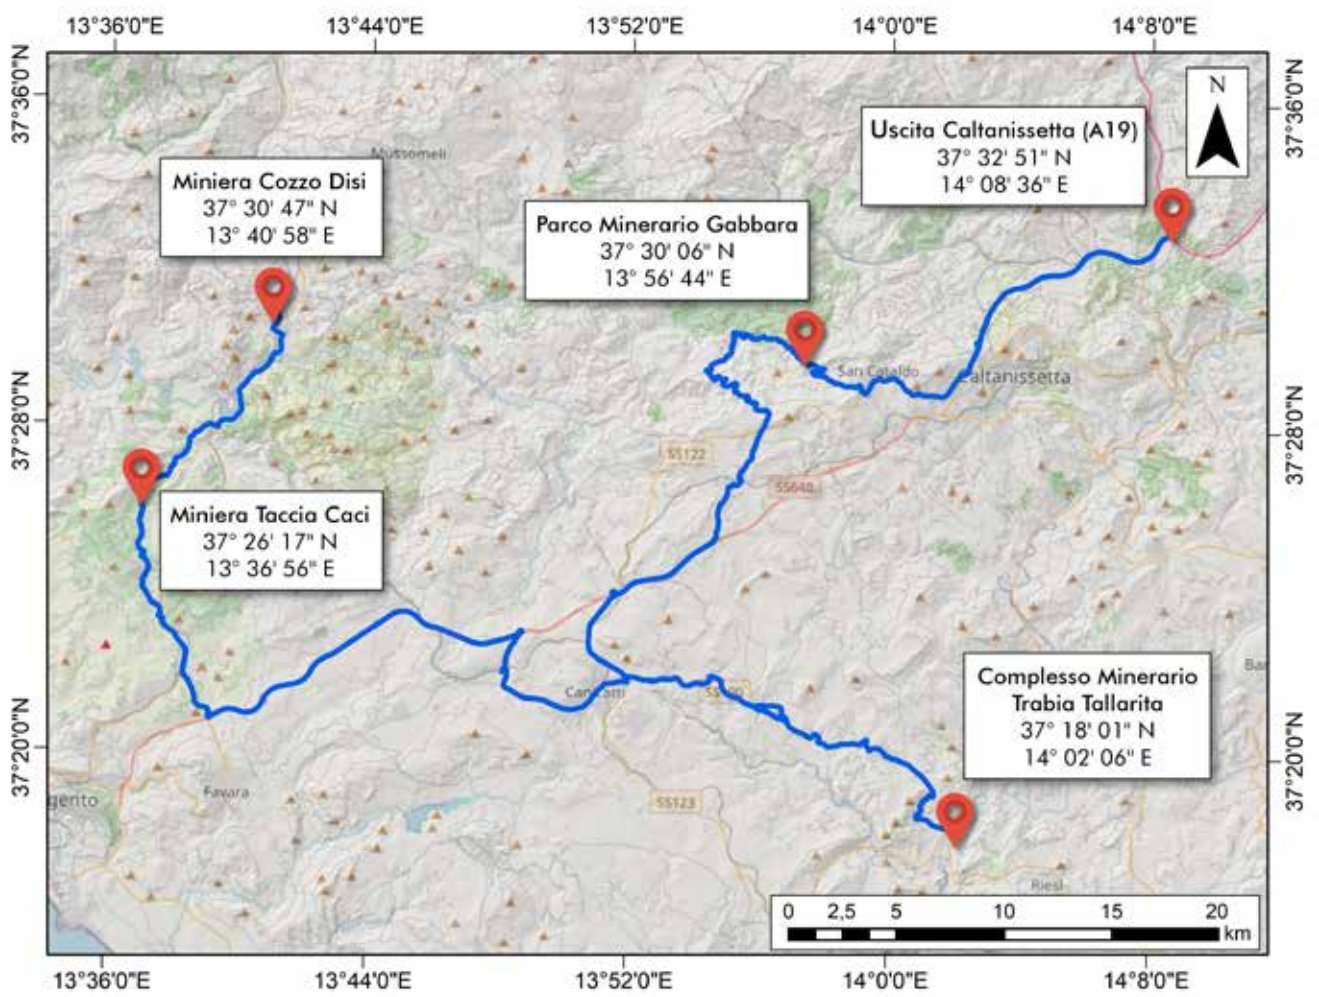 13°36'0"E 13°44'0"E 13°52'0"E 14°0'0"E 14°8'0"E
37°36'0"N
37°36'0"N
N
Mussomeli
Uscita Caltanissetta (A19)
37° 32' 51" N
14° 08' 36" E
Miniera Cozzo Disi
37° 30' 47" N
13° 40' 58" E
Parco Minerario Gabbara
37° 30' 06" N
13° 56' 44" E
San Cataldo
Caltanissetta
37°28'0"N
37°28'0"N
SS122
SS640
Miniera Taccia Caci
37° 26' 17" N
13° 36' 56" E
Canicattì
Complesso Minerario
Trabia Tallarita
37° 18' 01" N
14° 02' 06" E
37°20'0"N
37°20'0"N
gento
Favara
SS123
Riesi
0 2,5 5 10 15 20
km
13°36'0"E 13°44'0"E 13°52'0"E 14°0'0"E 14°8'0"E